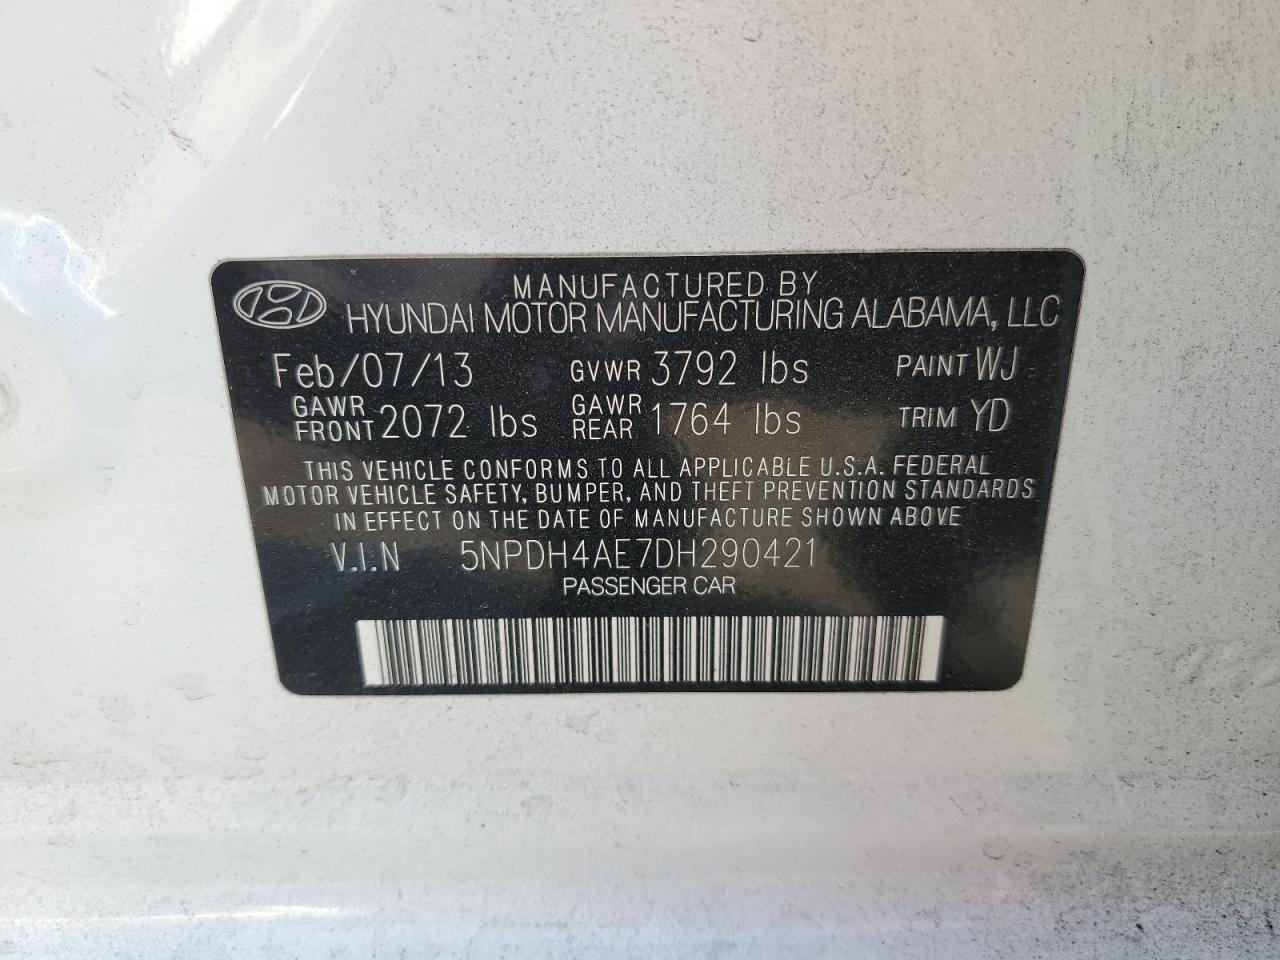 MANUFACTURED BY
HYUNDAI MOTOR MANUFACTURING ALABAMA, LLC
Feb/07/13 GVWR 3792 lbs PAINT WJ
GAWR FRONT 2072 lbs GAWR REAR 1764 lbs TRIM YD
THIS VEHICLE CONFORMS TO ALL APPLICABLE U.S.A. FEDERAL
MOTOR VEHICLE SAFETY, BUMPER, AND THEFT PREVENTION STANDARDS
IN EFFECT ON THE DATE OF MANUFACTURE SHOWN ABOVE
V.I.N 5NPDH4AE7DH290421
PASSENGER CAR